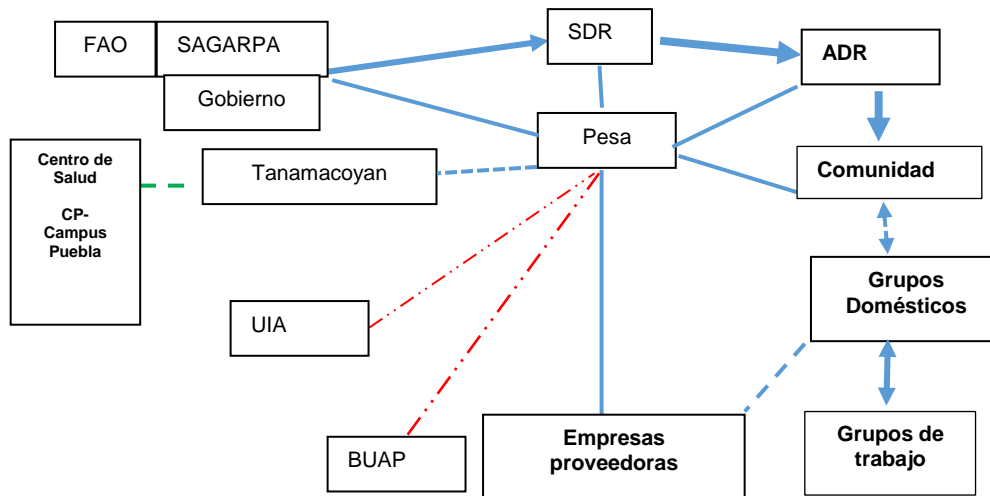 FAO
SAGARPA
SDR
ADR
Gobierno
Pesa
Centro de
Salud
CP-
Campus
Puebla
Tanamacoyan
Comunidad
Grupos
Domésticos
UIA
BUAP
Empresas
proveedoras
Grupos de
trabajo